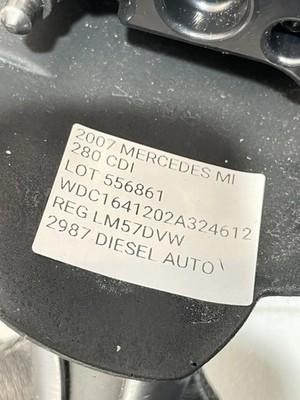 2007 MERCEDES Ml
280 CDI
LOT 556861
WDC1641202A324612
REG LM57DVW
2987 DIESEL AUTO\